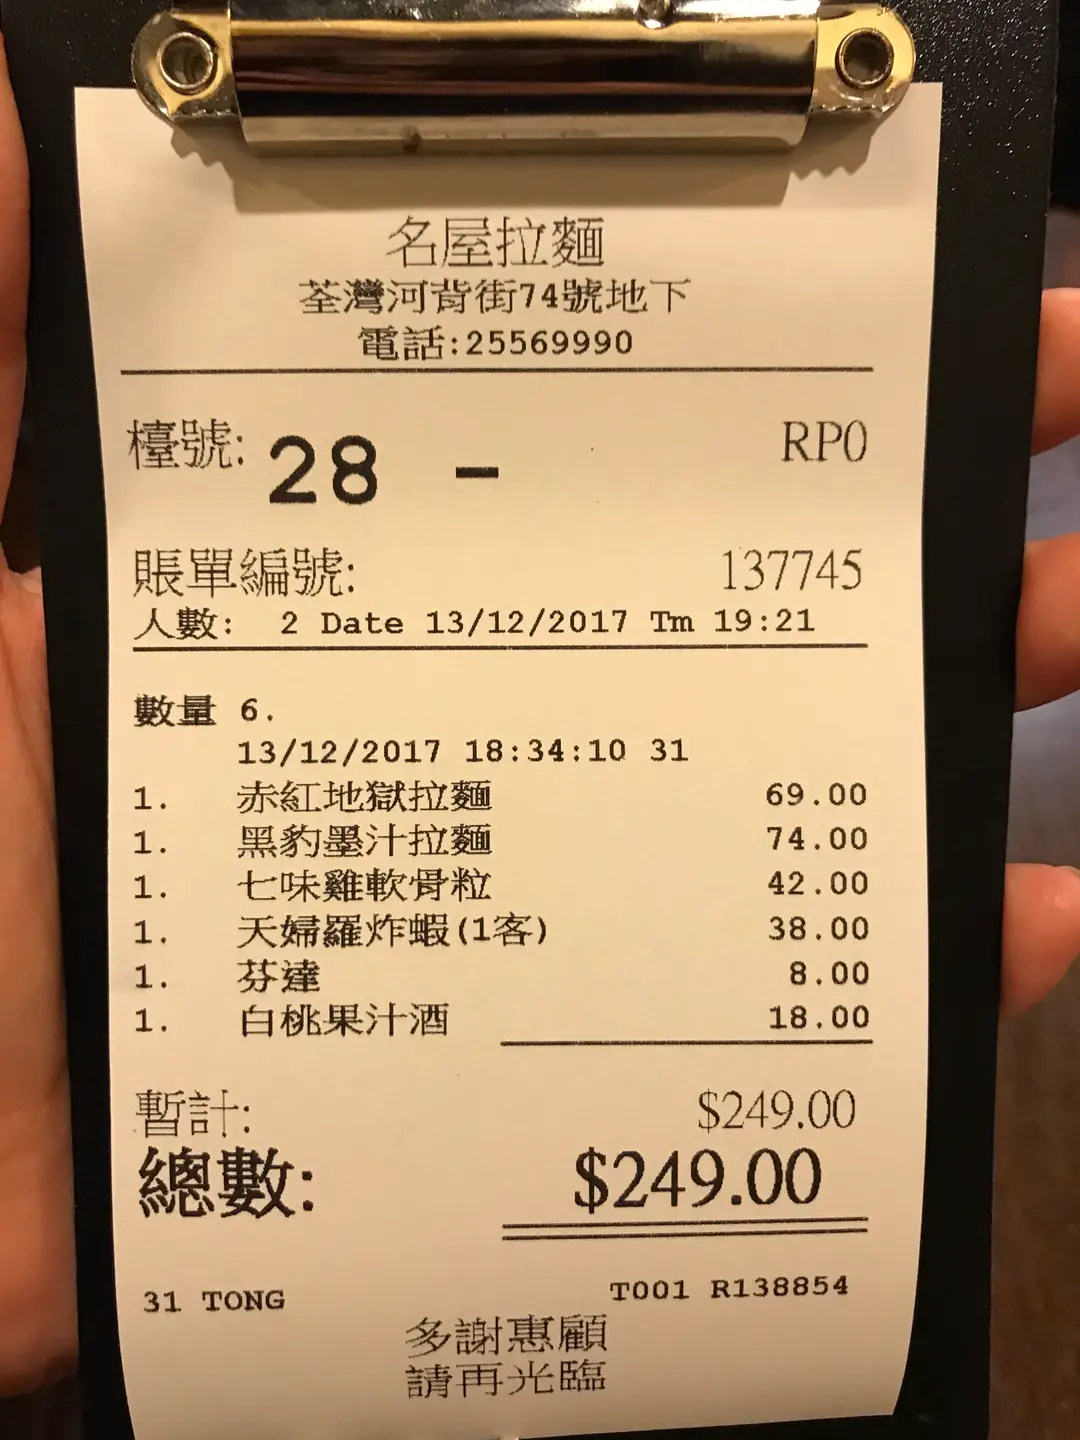 名屋拉麵
荃灣河背街74號地下
電話:25569990
檯號: 28 - RP0
賬單編號: 137745
人數: 2 Date 13/12/2017 Tm 19:21
數量 6.
13/12/2017 18:34:10 31
1. 赤紅地獄拉麵 69.00
1. 黑豹墨汁拉麵 74.00
1. 七味雞軟骨粒 42.00
1. 天婦羅炸蝦(1客) 38.00
1. 芬達 8.00
1. 白桃果汁酒 18.00
暫計: $249.00
總數: $249.00
31 TONG T001 R138854
多謝惠顧
請再光臨